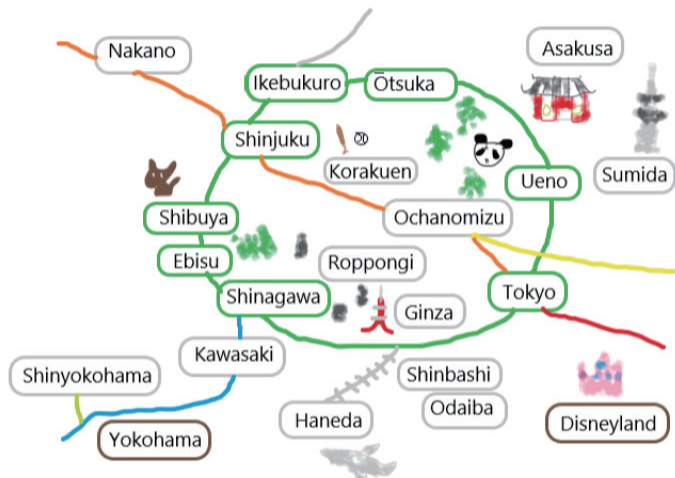 Nakano
Asakusa
Ikebukuro
Ōtsuka
Shinjuku
Korakuen
Ueno
Sumida
Shibuya
Ochanomizu
Ebisu
Roppongi
Shinagawa
Tokyo
Ginza
Kawasaki
Shinyokohama
Shinbashi
Odaiba
Haneda
Disneyland
Yokohama